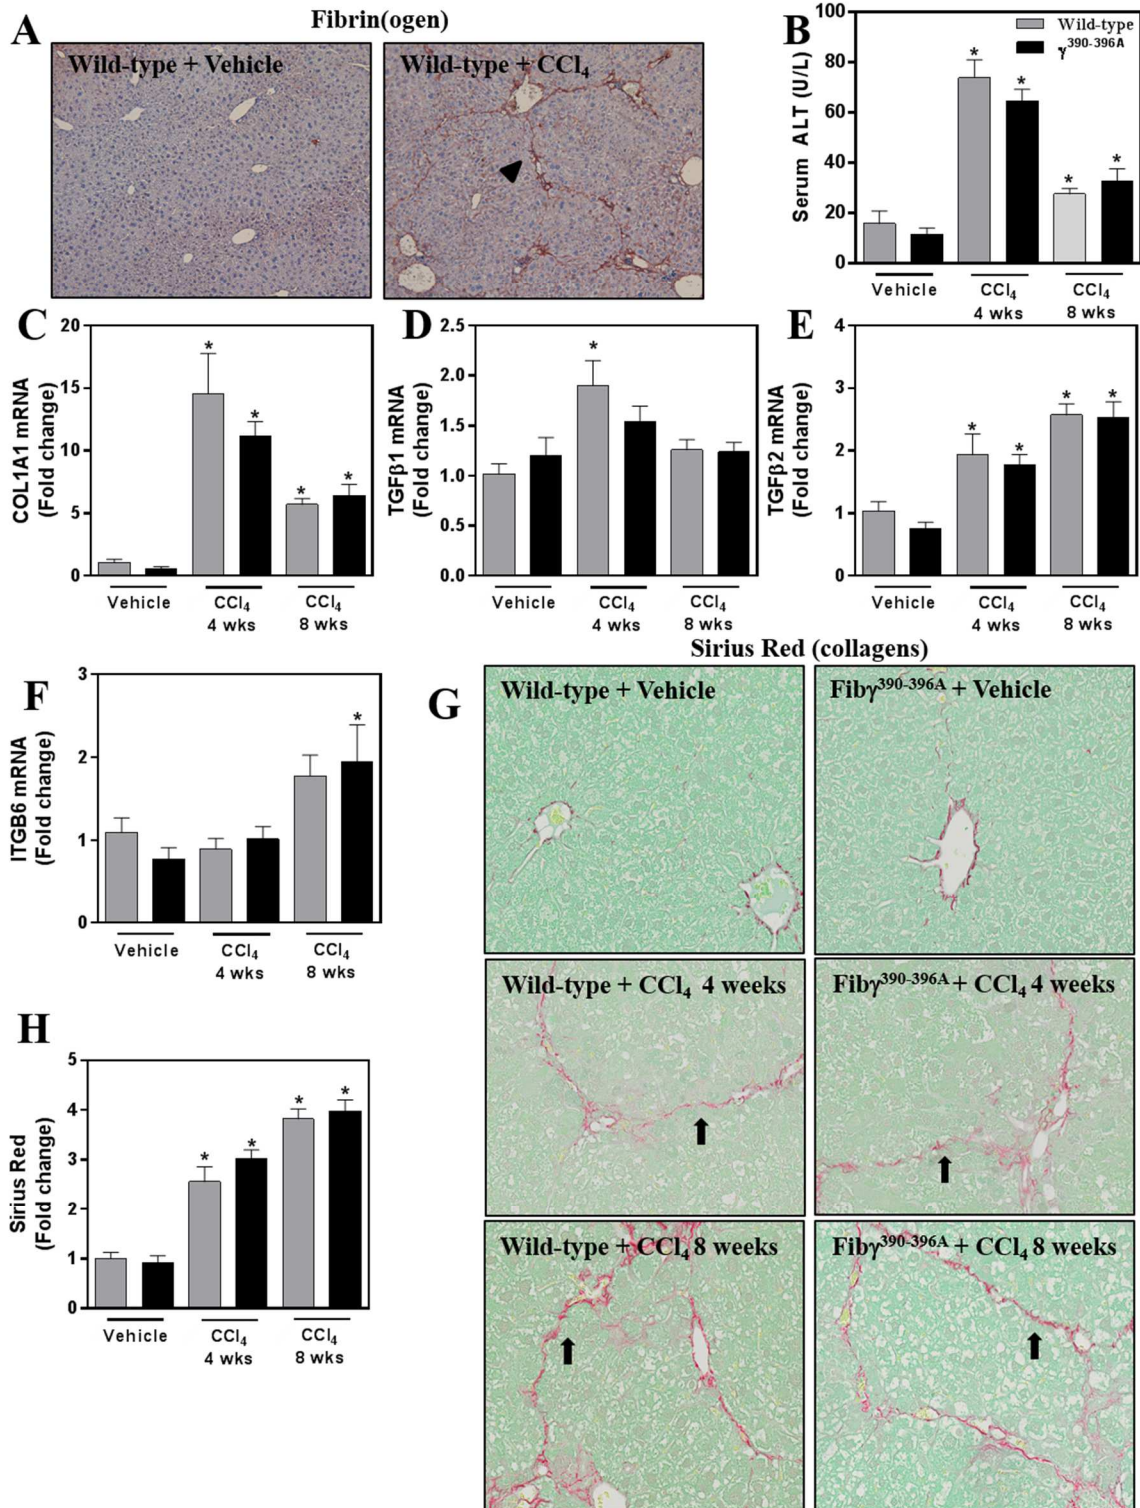 Fibrin(ogen)
A
Wild-type + Vehicle
Wild-type + CCl₄
B
Serum ALT (U/L)
100
80
60
40
20
0
Wild-type
γ³⁹⁰⁻³⁹⁶ᴬ
*
*
*
*
Vehicle
CCl₄
4 wks
CCl₄
8 wks
C
COL1A1 mRNA
(Fold change)
20
15
10
5
0
*
*
*
*
Vehicle
CCl₄
4 wks
CCl₄
8 wks
D
TGFβ1 mRNA
(Fold change)
2.5
2.0
1.5
1.0
0.5
0.0
*
Vehicle
CCl₄
4 wks
CCl₄
8 wks
E
TGFβ2 mRNA
(Fold change)
4
3
2
1
0
*
*
*
*
Vehicle
CCl₄
4 wks
CCl₄
8 wks
F
ITGB6 mRNA
(Fold change)
3
2
1
0
*
Vehicle
CCl₄
4 wks
CCl₄
8 wks
Sirius Red (collagens)
G
Wild-type + Vehicle
Fibγ³⁹⁰⁻³⁹⁶ᴬ + Vehicle
Wild-type + CCl₄ 4 weeks
Fibγ³⁹⁰⁻³⁹⁶ᴬ + CCl₄ 4 weeks
Wild-type + CCl₄ 8 weeks
Fibγ³⁹⁰⁻³⁹⁶ᴬ + CCl₄ 8 weeks
H
Sirius Red
(Fold change)
5
4
3
2
1
0
*
*
*
*
Vehicle
CCl₄
4 wks
CCl₄
8 wks